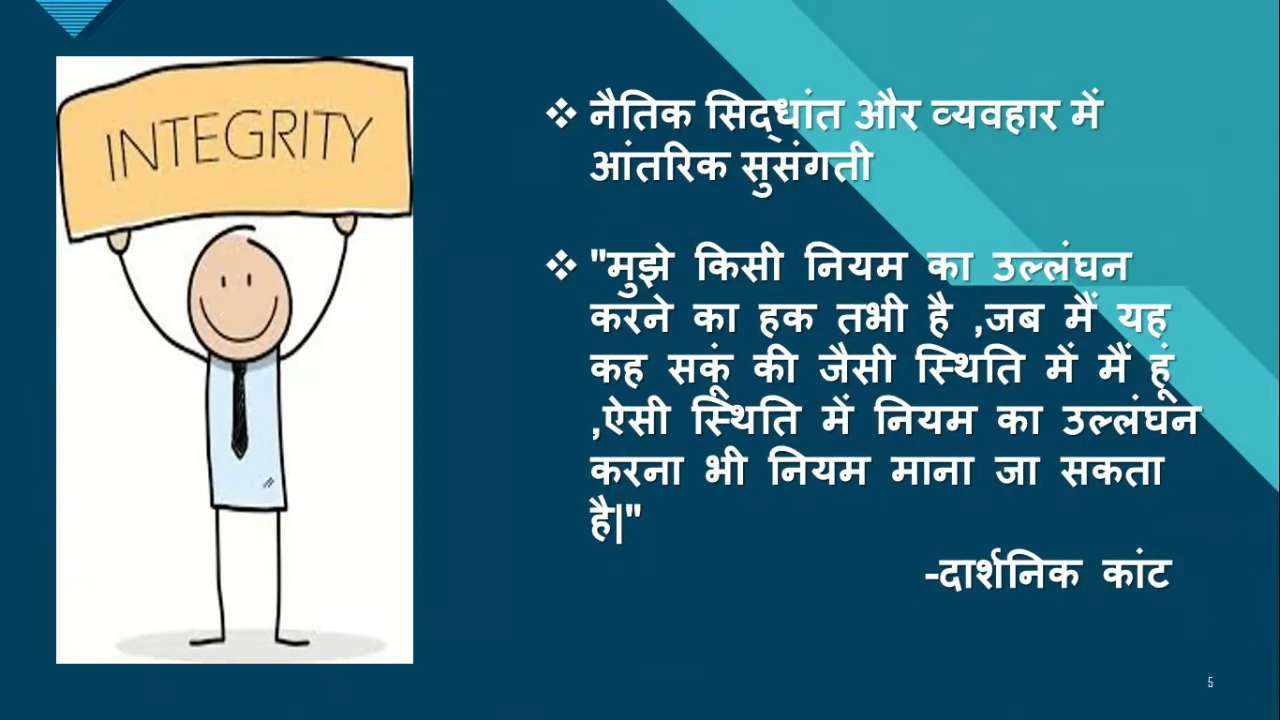 INTEGRITY
❖ नैतिक सिद्धांत और व्यवहार में
आंतरिक सुसंगती
❖ "मुझे किसी नियम का उल्लंघन
करने का हक तभी है ,जब मैं यह
कह सकूं की जैसी स्थिति में मैं हूं
,ऐसी स्थिति में नियम का उल्लंघन
करना भी नियम माना जा सकता
है|"
-दार्शनिक कांट
5